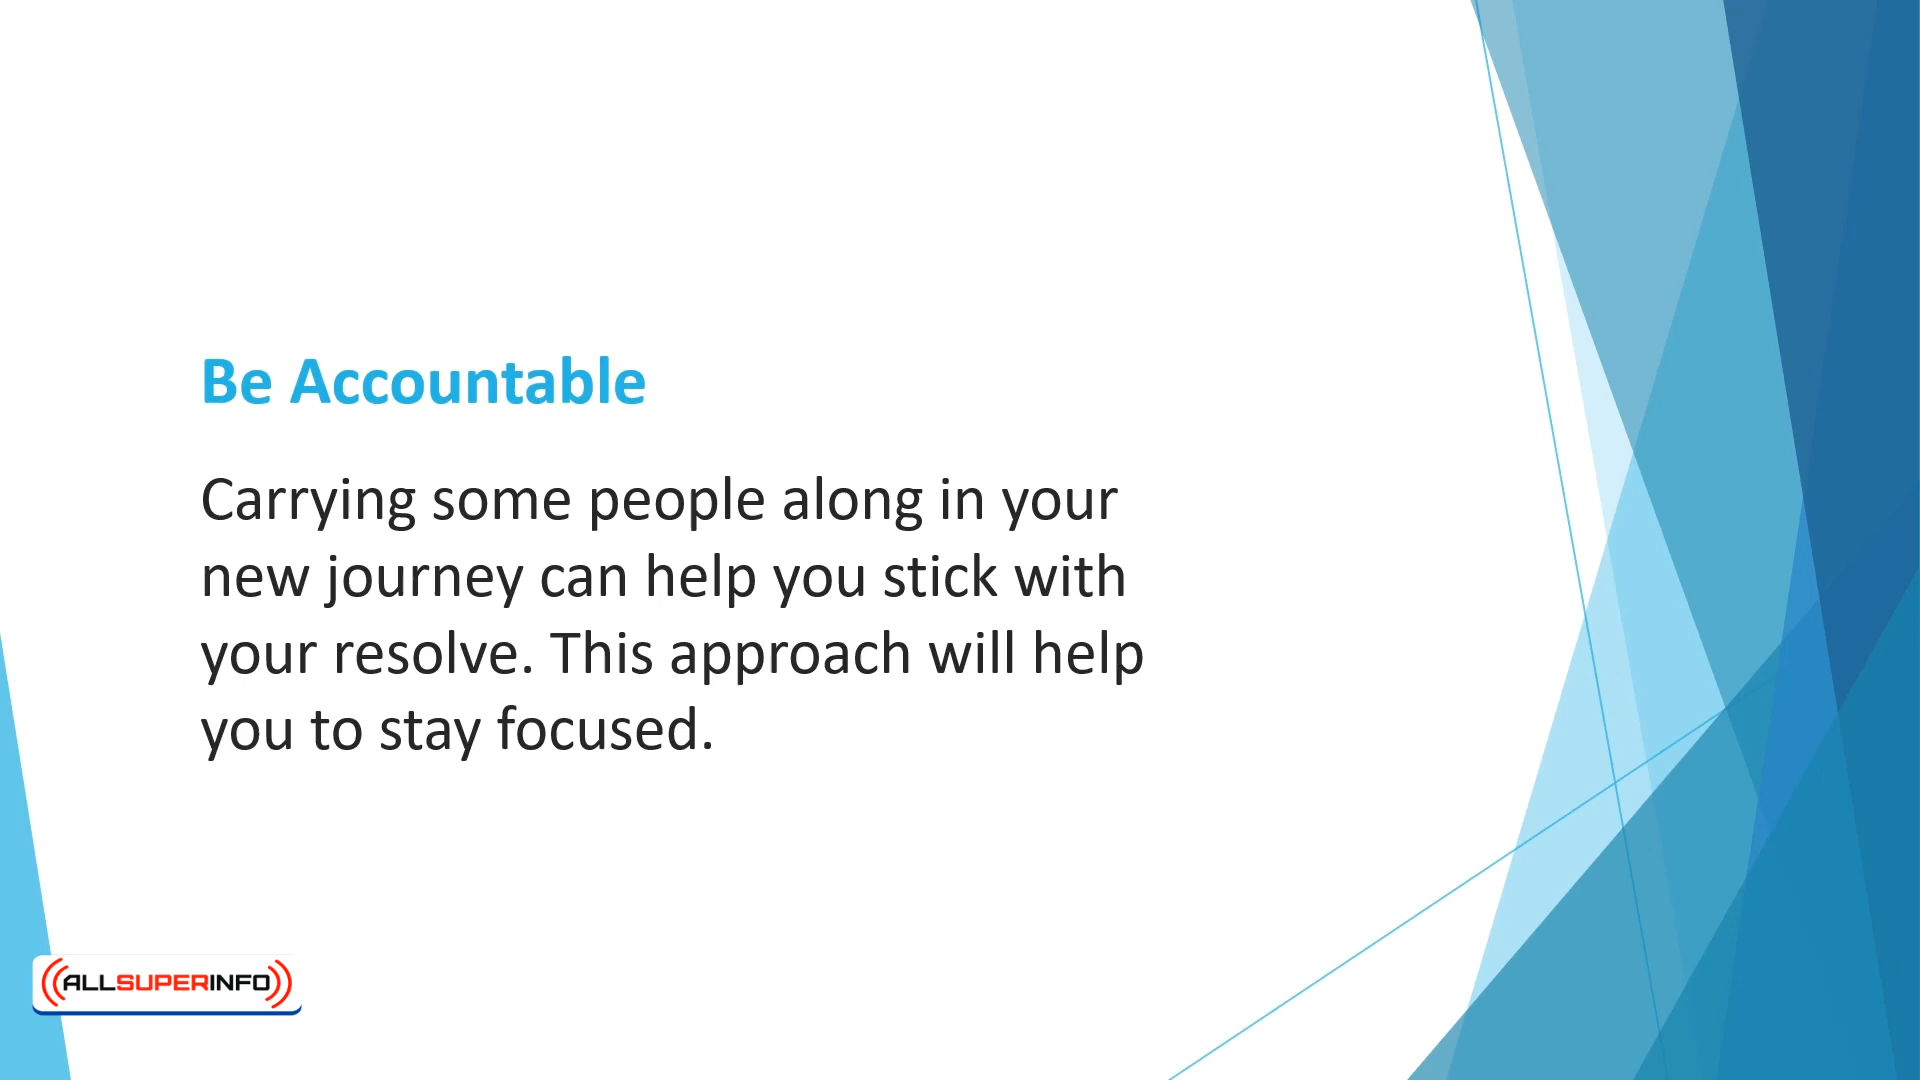 Be Accountable
Carrying some people along in your
new journey can help you stick with
your resolve. This approach will help
you to stay focused.
ALLSUPERINFO